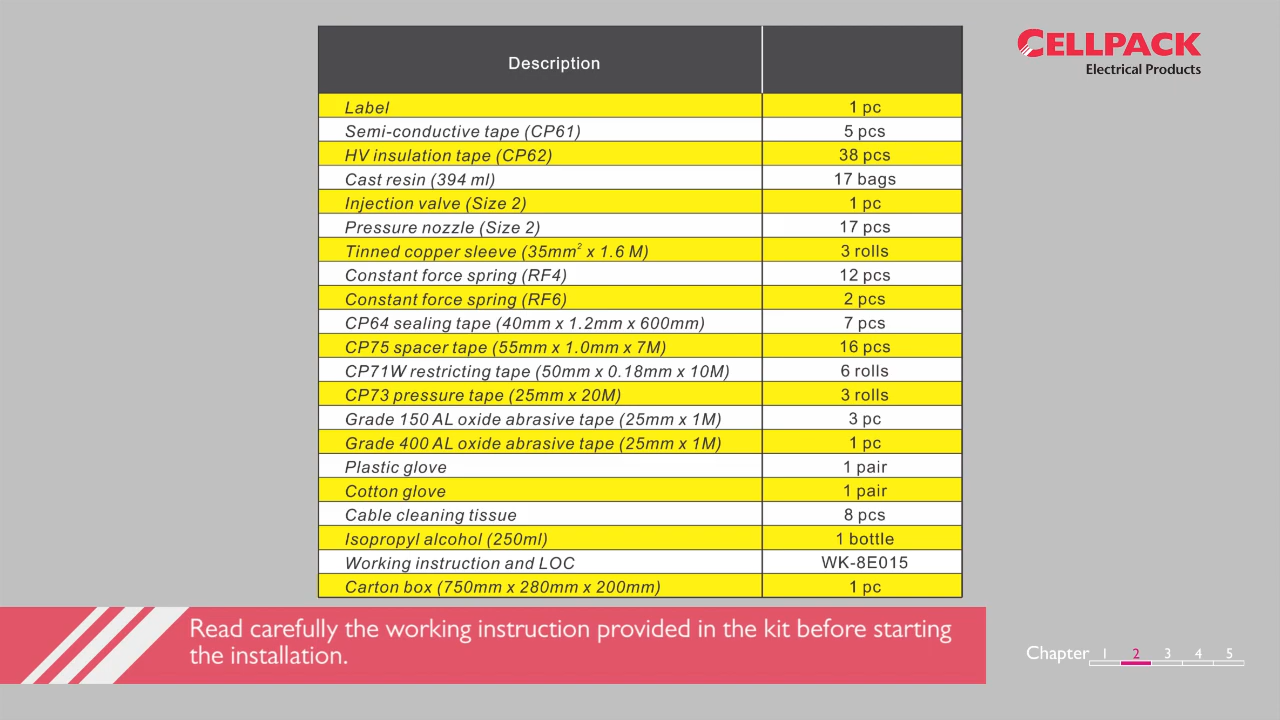 CELLPACK
Electrical Products
Description
Label 1 pc
Semi-conductive tape (CP61) 5 pcs
HV insulation tape (CP62) 38 pcs
Cast resin (394 ml) 17 bags
Injection valve (Size 2) 1 pc
Pressure nozzle (Size 2) 17 pcs
Tinned copper sleeve (35mm² x 1.6 M) 3 rolls
Constant force spring (RF4) 12 pcs
Constant force spring (RF6) 2 pcs
CP64 sealing tape (40mm x 1.2mm x 600mm) 7 pcs
CP75 spacer tape (55mm x 1.0mm x 7M) 16 pcs
CP71W restricting tape (50mm x 0.18mm x 10M) 6 rolls
CP73 pressure tape (25mm x 20M) 3 rolls
Grade 150 AL oxide abrasive tape (25mm x 1M) 3 pc
Grade 400 AL oxide abrasive tape (25mm x 1M) 1 pc
Plastic glove 1 pair
Cotton glove 1 pair
Cable cleaning tissue 8 pcs
Isopropyl alcohol (250ml) 1 bottle
Working instruction and LOC WK-8E015
Carton box (750mm x 280mm x 200mm) 1 pc
Read carefully the working instruction provided in the kit before starting
the installation.
Chapter 1 2 3 4 5